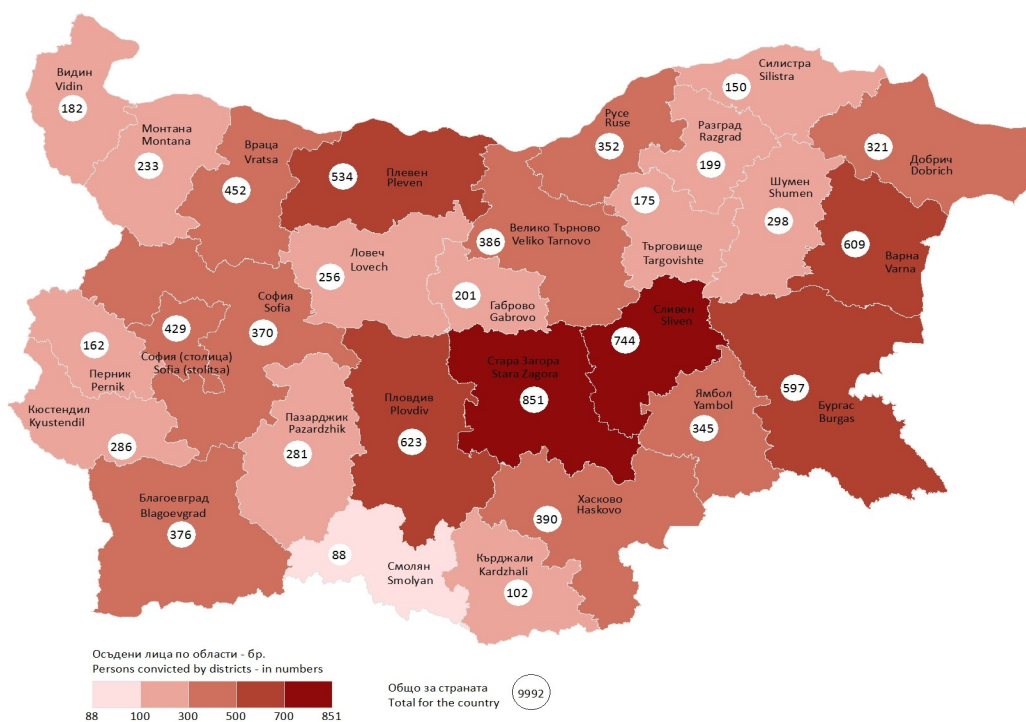 Видин
Vidin
182
Монтана
Montana
233
Враца
Vratsa
452
Плевен
Pleven
534
Русе
Ruse
352
Силистра
Silistra
150
Разград
Razgrad
199
Добрич
Dobrich
321
Шумен
Shumen
298
175
Търговище
Targovishte
Варна
Varna
609
Велико Търново
Veliko Tarnovo
386
Ловеч
Lovech
256
201
Габрово
Gabrovo
София
Sofia
370
429
София (столица)
Sofia (stolitsa)
162
Перник
Pernik
Кюстендил
Kyustendil
286
Пазарджик
Pazardzhik
281
Пловдив
Plovdiv
623
Стара Загора
Stara Zagora
851
Сливен
Sliven
744
Ямбол
Yambol
345
597
Бургас
Burgas
Благоевград
Blagoevgrad
376
88
Смолян
Smolyan
Хасково
Haskovo
390
Кърджали
Kardzhali
102
Осъдени лица по области - бр.
Persons convicted by districts - in numbers
88 100 300 500 700 851
Общо за страната
Total for the country
9992